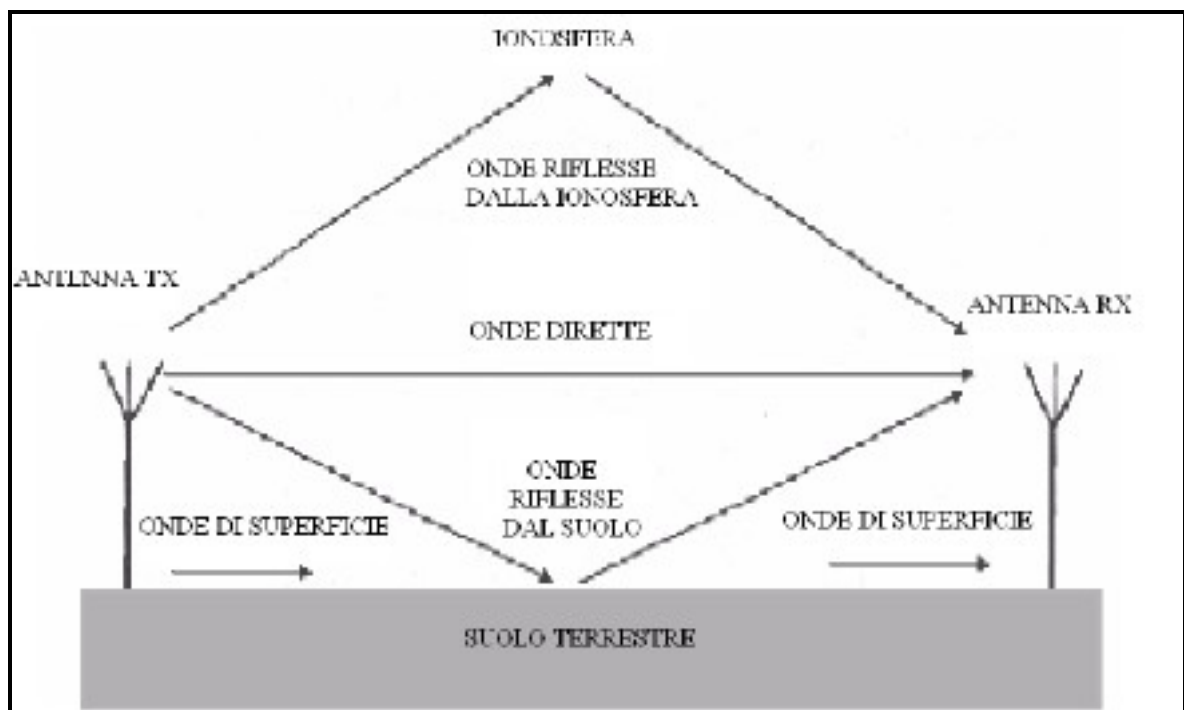 IONOSFERA
ONDE RIFLESSE
DALLA IONOSFERA
ANTENNA TX
ANTENNA RX
ONDE DIRETTE
ONDE
RIFLESSE
DAL SUOLO
ONDE DI SUPERFICIE
ONDE DI SUPERFICIE
SUOLO TERRESTRE